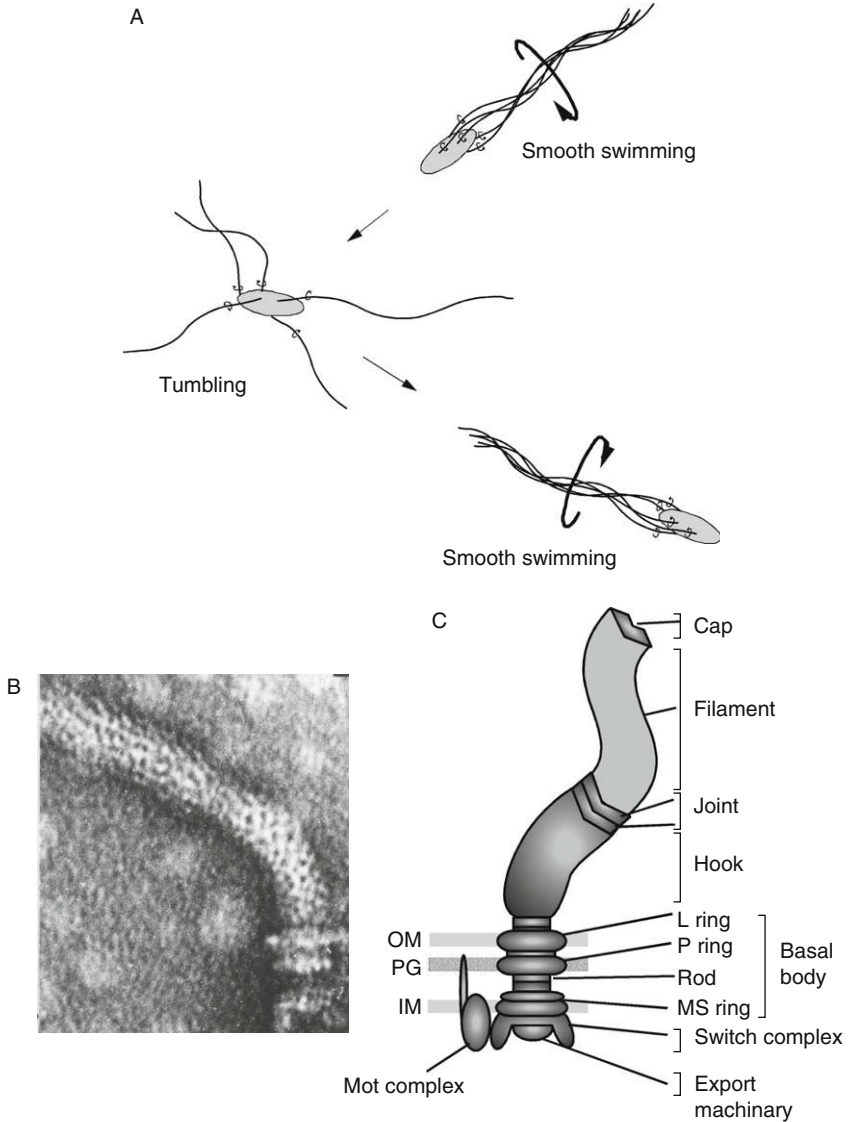 A
Smooth swimming
Tumbling
Smooth swimming
B
C
Cap
Filament
Joint
Hook
L ring
P ring
Rod
MS ring
Basal
body
Switch complex
Export
machinary
OM
PG
IM
Mot complex